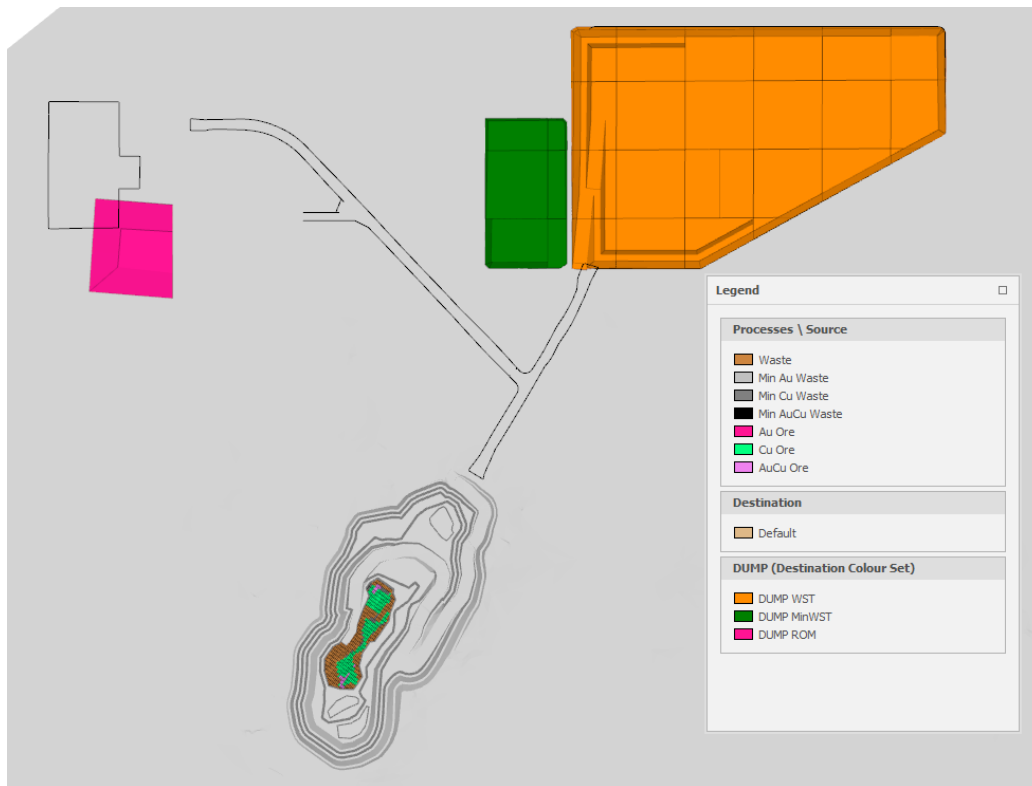 Legend
Processes \ Source
Waste
Min Au Waste
Min Cu Waste
Min AuCu Waste
Au Ore
Cu Ore
AuCu Ore
Destination
Default
DUMP (Destination Colour Set)
DUMP WST
DUMP MinWST
DUMP ROM